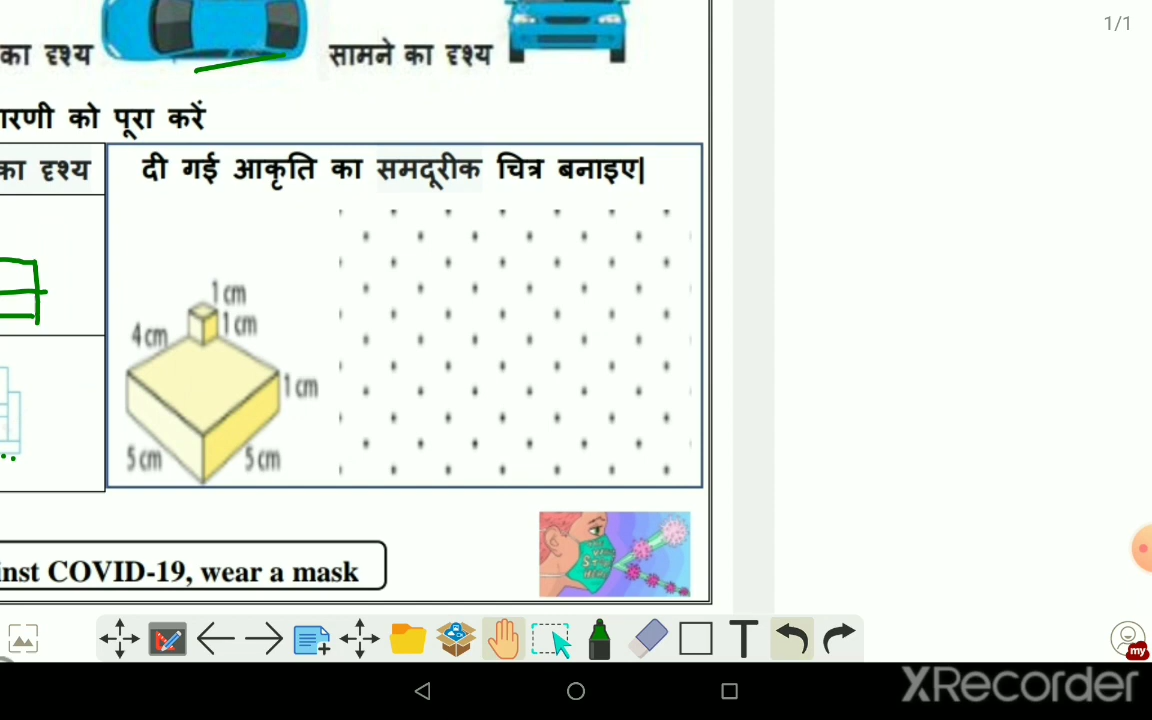 1/1
का दृश्य
सामने का दृश्य
रणी को पूरा करें
का दृश्य
दी गई आकृति का समदूरीक चित्र बनाइए|
1 cm
1 cm
4 cm
1 cm
5 cm
5 cm
inst COVID-19, wear a mask
T
my
XRecorder